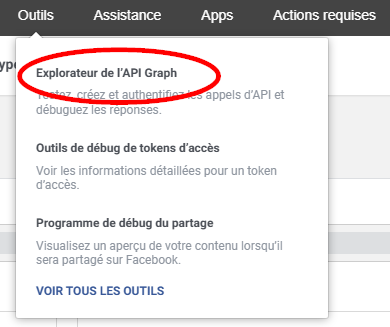 Outils Assistance Apps Actions requises
ype
Explorateur de l'API Graph
Testez, créez et authentifiez les appels d'API et
débuguez les réponses.
Outils de débug de tokens d'accès
Voir les informations détaillées pour un token
d'accès.
Programme de débug du partage
Visualisez un aperçu de votre contenu lorsqu'il
sera partagé sur Facebook.
VOIR TOUS LES OUTILS